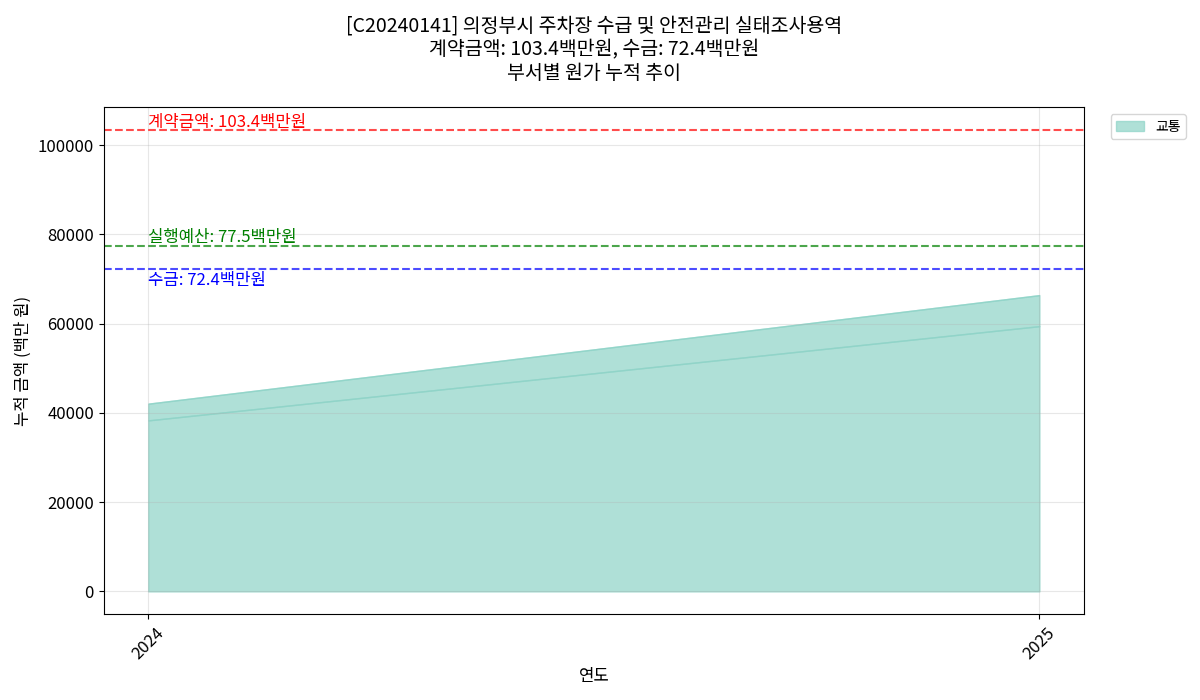 [C20240141] 의정부시 주차장 수급 및 안전관리 실태조사용역
계약금액: 103.4백만원, 수금: 72.4백만원
부서별 원가 누적 추이
계약금액: 103.4백만원
교통
100000
실행예산: 77.5백만원
80000
수금: 72.4백만원
60000
40000
20000
0
누적 금액 (백만 원)
2024
2025
연도